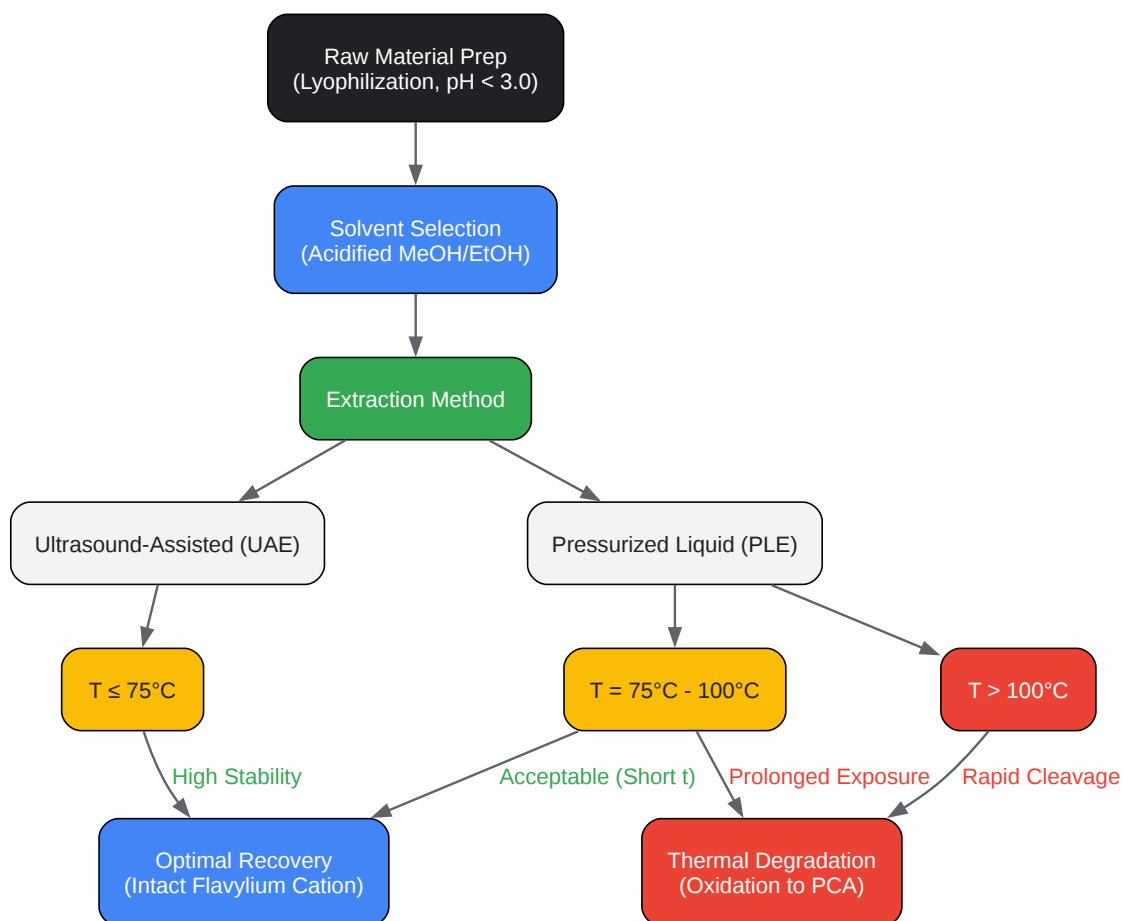 Raw Material Prep
(Lyophilization, pH < 3.0)
Solvent Selection
(Acidified MeOH/EtOH)
Extraction Method
Ultrasound-Assisted (UAE)
Pressurized Liquid (PLE)
T ≤ 75°C
T = 75°C - 100°C
T > 100°C
High Stability
Acceptable (Short t)
Prolonged Exposure
Rapid Cleavage
Optimal Recovery
(Intact Flavylium Cation)
Thermal Degradation
(Oxidation to PCA)